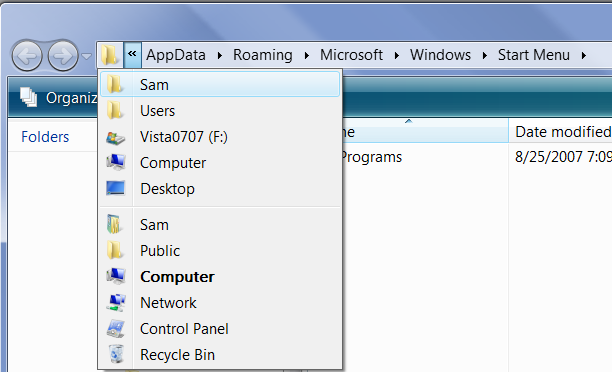 « AppData Roaming Microsoft Windows Start Menu
Organiz
Sam
Users
Vista0707 (F:)
Computer
Desktop
Sam
Public
Computer
Network
Control Panel
Recycle Bin
Folders
me Date modified
Programs 8/25/2007 7:09